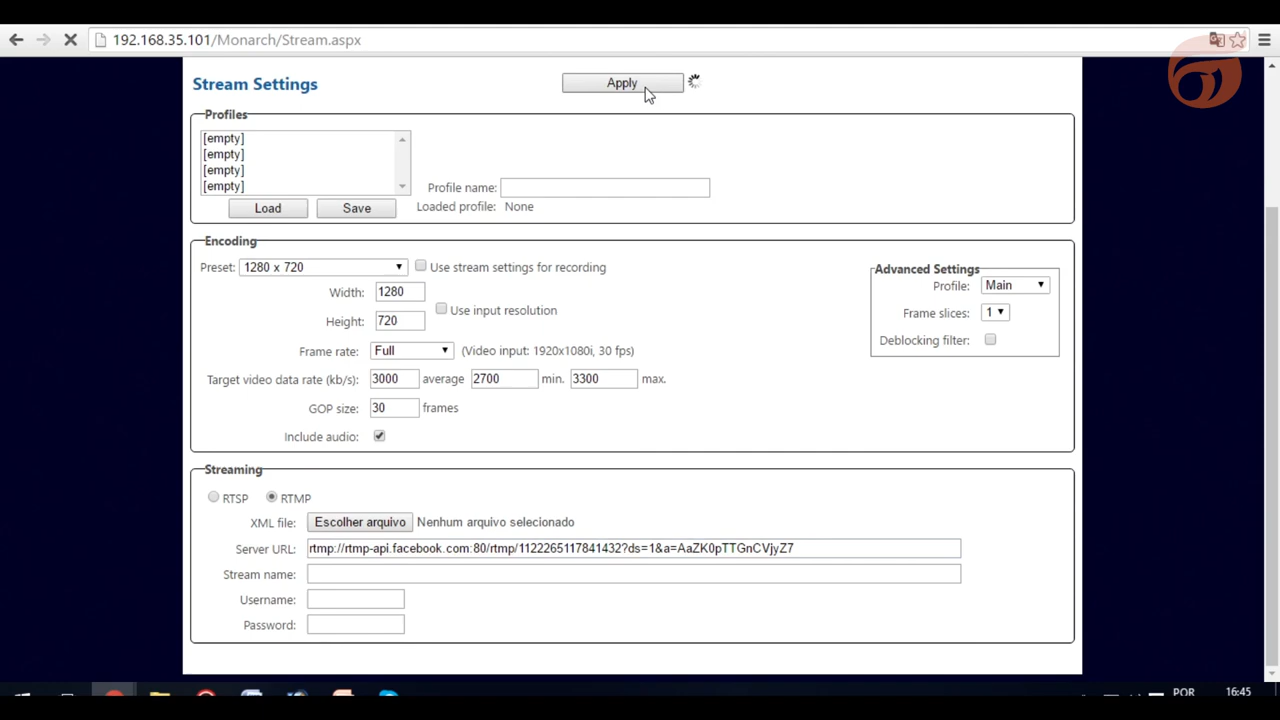 192.168.35.101/Monarch/Stream.aspx
Stream Settings
Apply
Profiles
[empty]
[empty]
[empty]
[empty]
Profile name:
Load
Save
Loaded profile: None
Encoding
Preset: 1280 x 720
Use stream settings for recording
Width: 1280
Use input resolution
Height: 720
Frame rate: Full (Video input: 1920x1080i, 30 fps)
Target video data rate (kb/s): 3000 average 2700 min. 3300 max.
GOP size: 30 frames
Include audio:
Advanced Settings
Profile: Main
Frame slices: 1
Deblocking filter:
Streaming
RTSP RTMP
XML file: Escolher arquivo Nenhum arquivo selecionado
Server URL: rtmp://rtmp-api.facebook.com:80/rtmp/1122265117841432?ds=1&a=AaZK0pTTGnCVjyZ7
Stream name:
Username:
Password:
POR 16:45